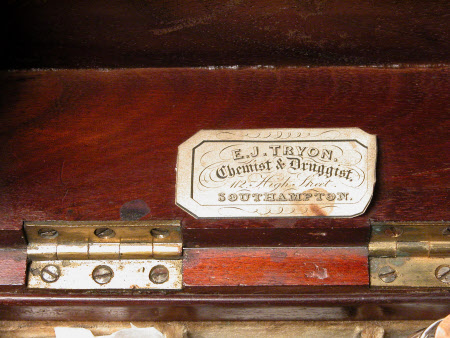 E.J. TRYON.
Chemist & Druggist.
High Street.
SOUTHAMPTON.